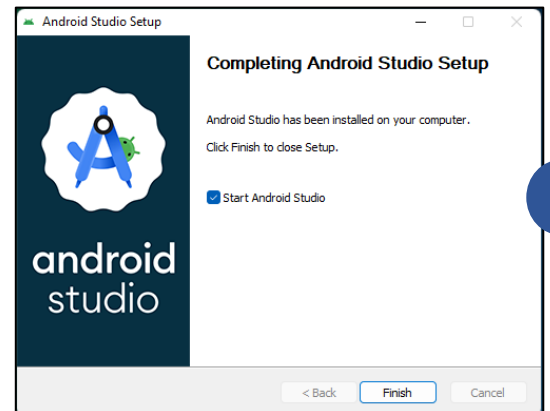 Android Studio Setup
Completing Android Studio Setup
Android Studio has been installed on your computer.
Click Finish to close Setup.
Start Android Studio
android
studio
< Back
Finish
Cancel